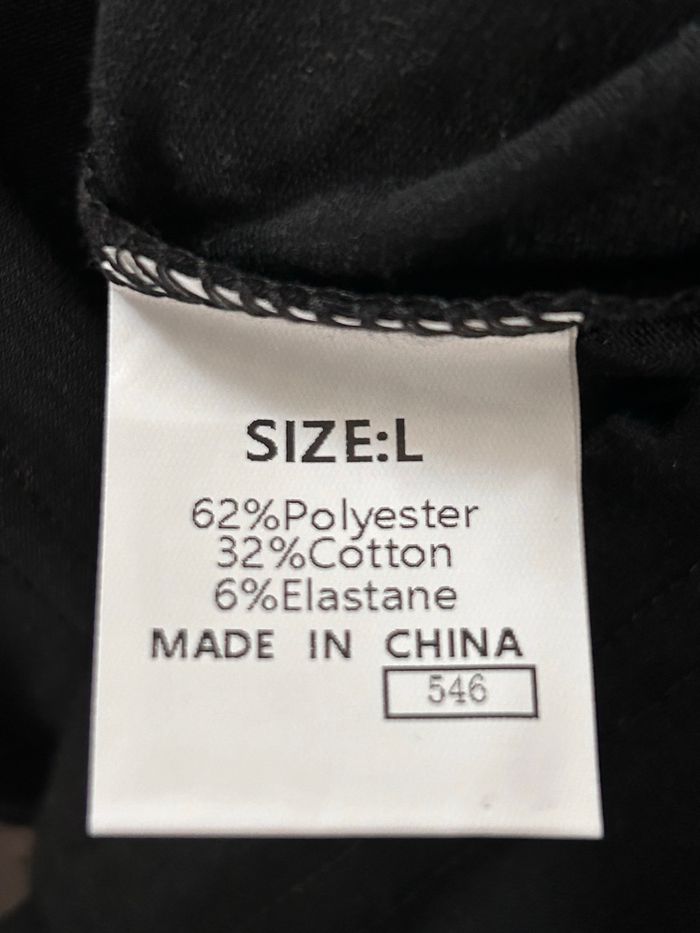 SIZE:L
62%Polyester
32%Cotton
6%Elastane
MADE IN CHINA
546